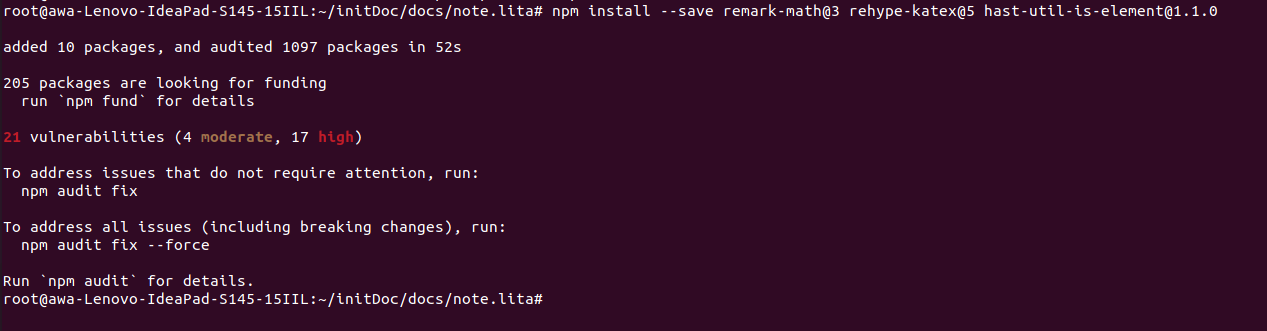 root@awa-Lenovo-IdeaPad-S145-15IIL:~/initDoc/docs/note.lita# npm install --save remark-math@3 rehype-katex@5 hast-util-is-element@1.1.0
added 10 packages, and audited 1097 packages in 52s
205 packages are looking for funding
  run `npm fund` for details
21 vulnerabilities (4 moderate, 17 high)
To address issues that do not require attention, run:
  npm audit fix
To address all issues (including breaking changes), run:
  npm audit fix --force
Run `npm audit` for details.
root@awa-Lenovo-IdeaPad-S145-15IIL:~/initDoc/docs/note.lita#